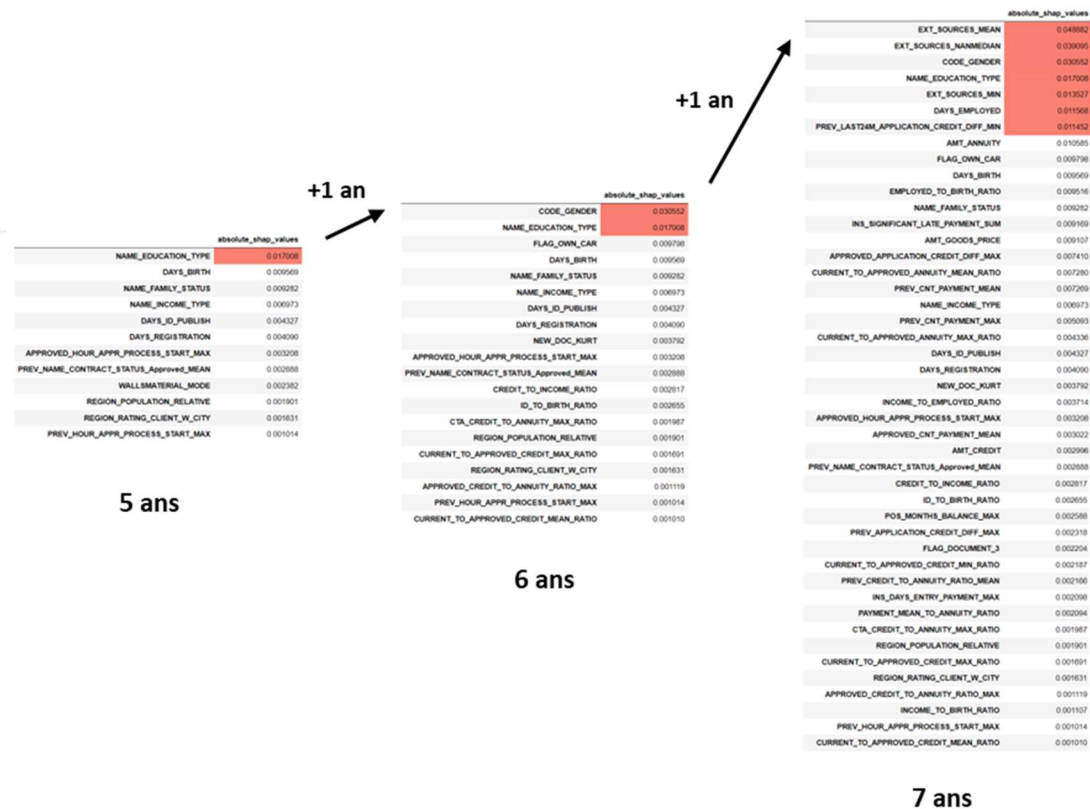 absolute_shap_values
NAME_EDUCATION_TYPE 0.017008
DAYS_BIRTH 0.009569
NAME_FAMILY_STATUS 0.009282
NAME_INCOME_TYPE 0.006973
DAYS_ID_PUBLISH 0.004327
DAYS_REGISTRATION 0.004090
APPROVED_HOUR_APPR_PROCESS_START_MAX 0.003208
PREV_NAME_CONTRACT_STATUS_Approved_MEAN 0.002888
WALLSMATERIAL_MODE 0.002382
REGION_POPULATION_RELATIVE 0.001901
REGION_RATING_CLIENT_W_CITY 0.001631
PREV_HOUR_APPR_PROCESS_START_MAX 0.001014
5 ans
+1 an
absolute_shap_values
CODE_GENDER 0.030552
NAME_EDUCATION_TYPE 0.017008
FLAG_OWN_CAR 0.009798
DAYS_BIRTH 0.009569
NAME_FAMILY_STATUS 0.009282
NAME_INCOME_TYPE 0.006973
DAYS_ID_PUBLISH 0.004327
DAYS_REGISTRATION 0.004090
NEW_DOC_KURT 0.003792
APPROVED_HOUR_APPR_PROCESS_START_MAX 0.003208
PREV_NAME_CONTRACT_STATUS_Approved_MEAN 0.002888
CREDIT_TO_INCOME_RATIO 0.002817
ID_TO_BIRTH_RATIO 0.002655
CTA_CREDIT_TO_ANNUITY_MAX_RATIO 0.001987
REGION_POPULATION_RELATIVE 0.001901
CURRENT_TO_APPROVED_CREDIT_MAX_RATIO 0.001691
REGION_RATING_CLIENT_W_CITY 0.001631
APPROVED_CREDIT_TO_ANNUITY_RATIO_MAX 0.001119
PREV_HOUR_APPR_PROCESS_START_MAX 0.001014
CURRENT_TO_APPROVED_CREDIT_MEAN_RATIO 0.001010
6 ans
+1 an
absolute_shap_values
EXT_SOURCES_MEAN 0.048882
EXT_SOURCES_NANMEDIAN 0.039095
CODE_GENDER 0.030552
NAME_EDUCATION_TYPE 0.017008
EXT_SOURCES_MIN 0.013527
DAYS_EMPLOYED 0.011568
PREV_LAST24M_APPLICATION_CREDIT_DIFF_MIN 0.011452
AMT_ANNUITY 0.010585
FLAG_OWN_CAR 0.009798
DAYS_BIRTH 0.009569
EMPLOYED_TO_BIRTH_RATIO 0.009516
NAME_FAMILY_STATUS 0.009282
INS_SIGNIFICANT_LATE_PAYMENT_SUM 0.009169
AMT_GOODS_PRICE 0.009107
APPROVED_APPLICATION_CREDIT_DIFF_MAX 0.007410
CURRENT_TO_APPROVED_ANNUITY_MEAN_RATIO 0.007280
PREV_CNT_PAYMENT_MEAN 0.007269
NAME_INCOME_TYPE 0.006973
PREV_CNT_PAYMENT_MAX 0.005093
CURRENT_TO_APPROVED_ANNUITY_MAX_RATIO 0.004336
DAYS_ID_PUBLISH 0.004327
DAYS_REGISTRATION 0.004090
NEW_DOC_KURT 0.003792
INCOME_TO_EMPLOYED_RATIO 0.003714
APPROVED_HOUR_APPR_PROCESS_START_MAX 0.003208
APPROVED_CNT_PAYMENT_MEAN 0.003022
AMT_CREDIT 0.002996
PREV_NAME_CONTRACT_STATUS_Approved_MEAN 0.002888
CREDIT_TO_INCOME_RATIO 0.002817
ID_TO_BIRTH_RATIO 0.002655
POS_MONTHS_BALANCE_MAX 0.002588
PREV_APPLICATION_CREDIT_DIFF_MAX 0.002318
FLAG_DOCUMENT_3 0.002204
CURRENT_TO_APPROVED_CREDIT_MIN_RATIO 0.002187
PREV_CREDIT_TO_ANNUITY_RATIO_MEAN 0.002166
INS_DAYS_ENTRY_PAYMENT_MAX 0.002098
PAYMENT_MEAN_TO_ANNUITY_RATIO 0.002094
CTA_CREDIT_TO_ANNUITY_MAX_RATIO 0.001987
REGION_POPULATION_RELATIVE 0.001901
CURRENT_TO_APPROVED_CREDIT_MAX_RATIO 0.001691
REGION_RATING_CLIENT_W_CITY 0.001631
APPROVED_CREDIT_TO_ANNUITY_RATIO_MAX 0.001119
INCOME_TO_BIRTH_RATIO 0.001107
PREV_HOUR_APPR_PROCESS_START_MAX 0.001014
CURRENT_TO_APPROVED_CREDIT_MEAN_RATIO 0.001010
7 ans